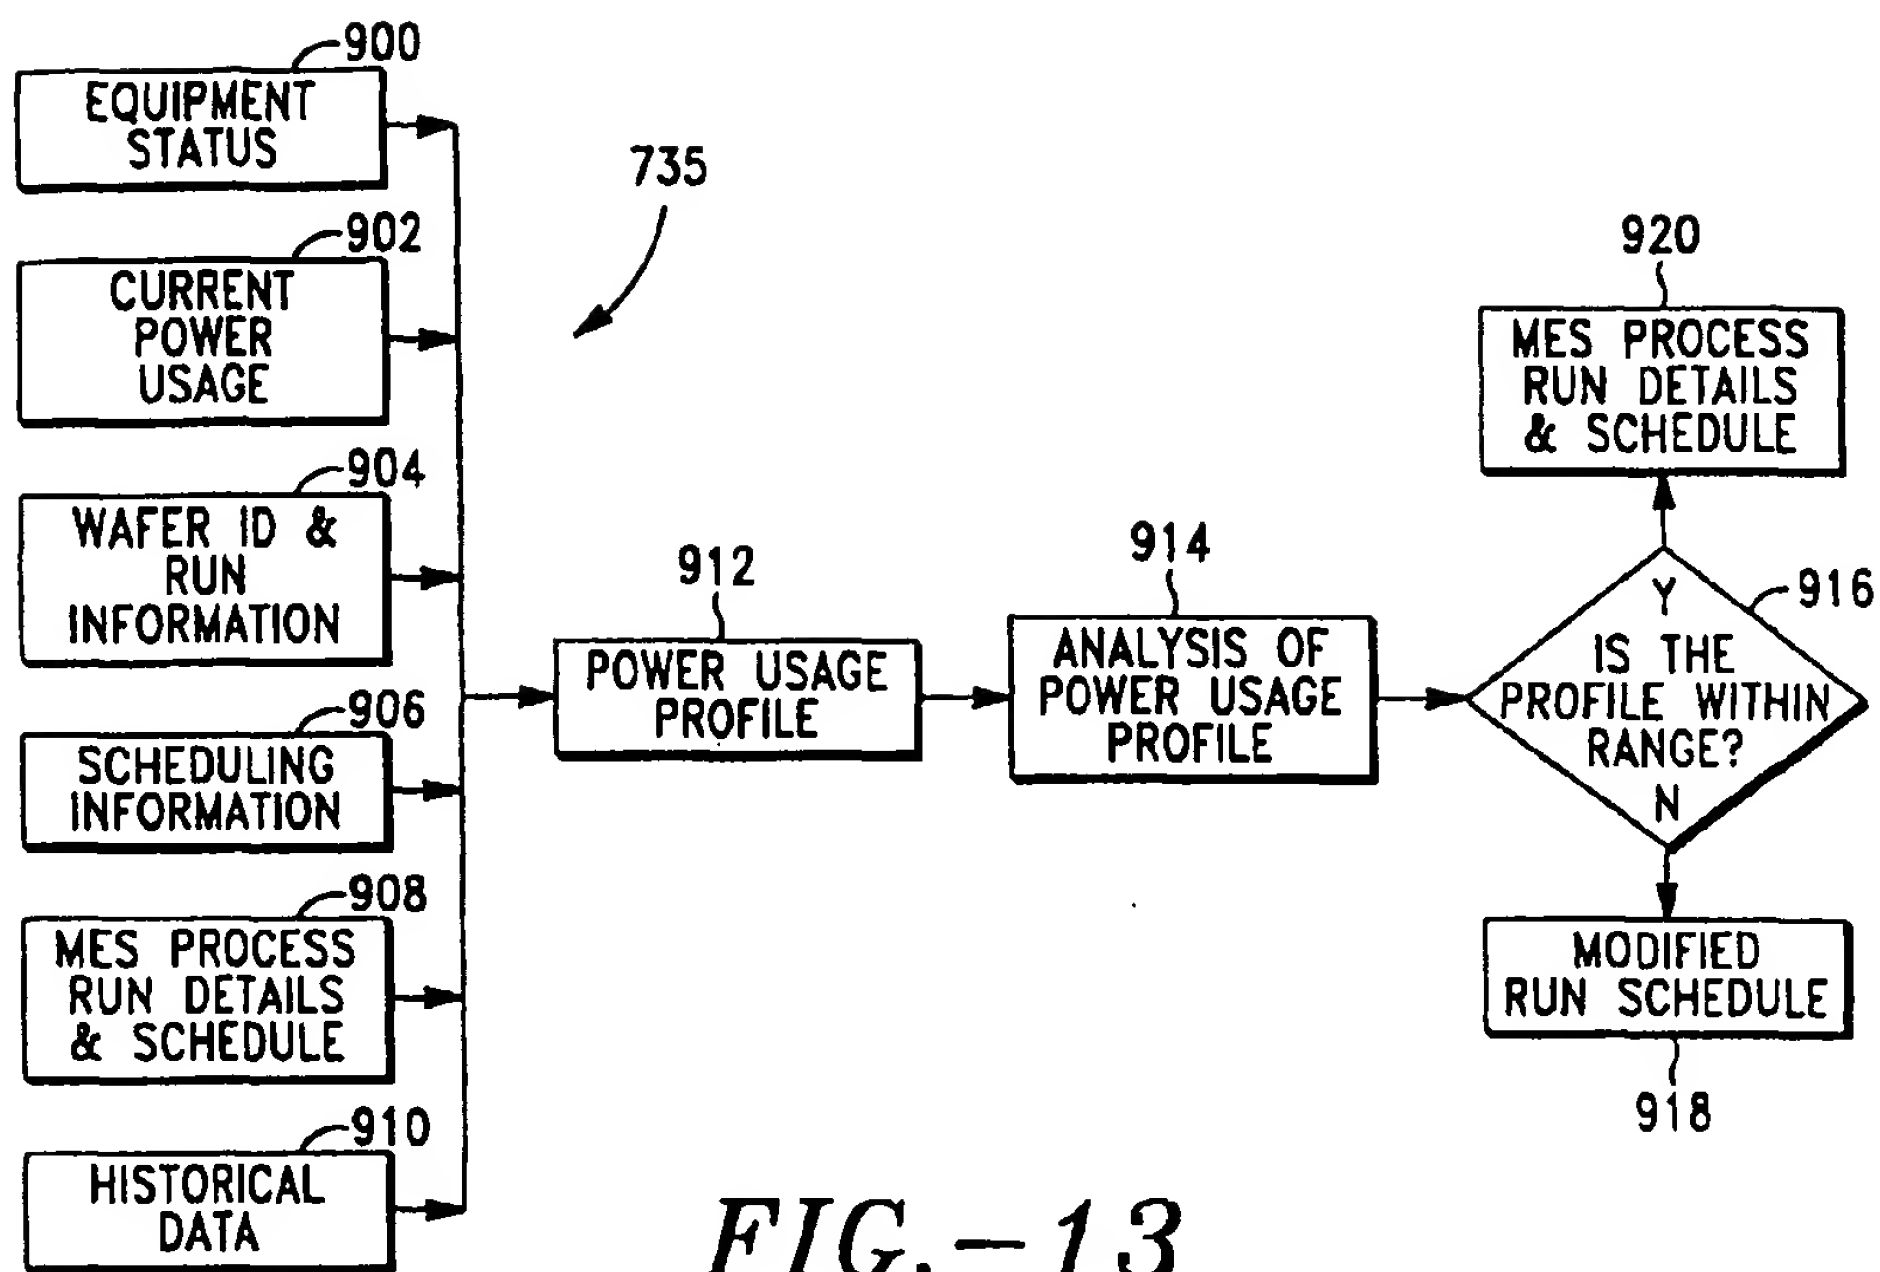 900
EQUIPMENT
STATUS
902
CURRENT
POWER
USAGE
904
WAFER ID &
RUN
INFORMATION
906
SCHEDULING
INFORMATION
908
MES PROCESS
RUN DETAILS
& SCHEDULE
910
HISTORICAL
DATA
735
912
POWER USAGE
PROFILE
914
ANALYSIS OF
POWER USAGE
PROFILE
920
MES PROCESS
RUN DETAILS
& SCHEDULE
916
Y
IS THE
PROFILE WITHIN
RANGE?
N
MODIFIED
RUN SCHEDULE
918
FIG.-13